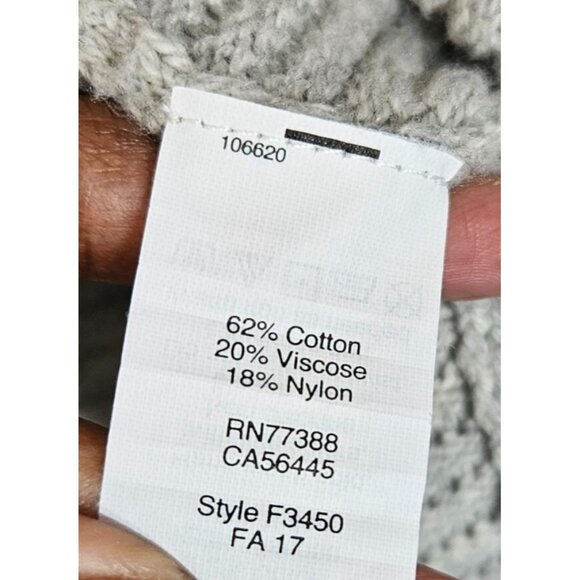 106620
62% Cotton
20% Viscose
18% Nylon
RN77388
CA56445
Style F3450
FA 17